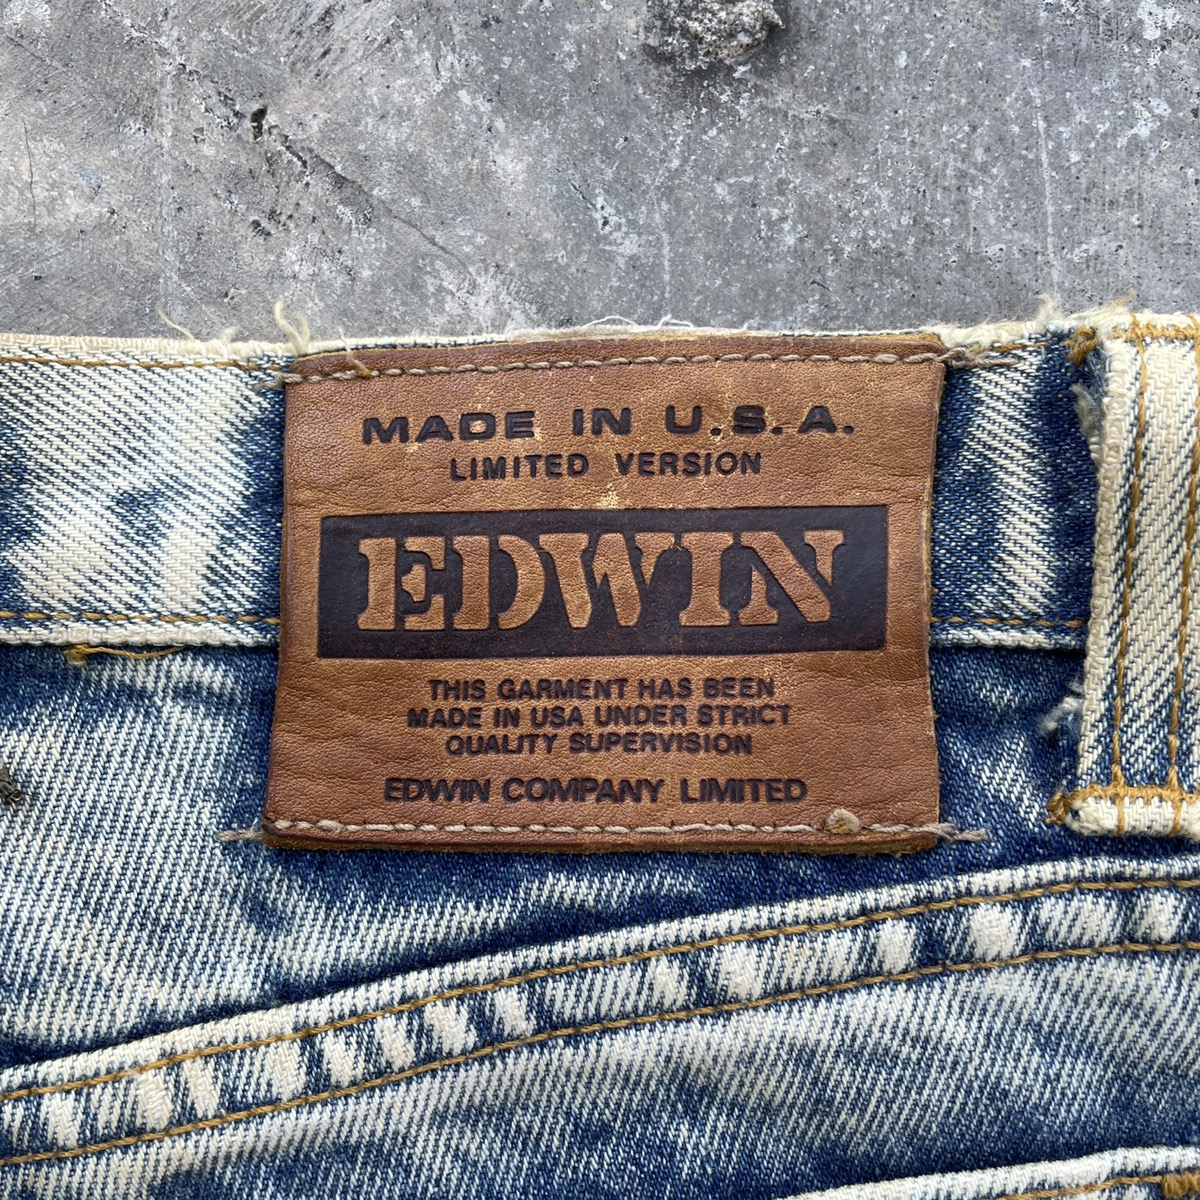 MADE IN U.S.A.
LIMITED VERSION
EDWIN
THIS GARMENT HAS BEEN
MADE IN USA UNDER STRICT
QUALITY SUPERVISION
EDWIN COMPANY LIMITED